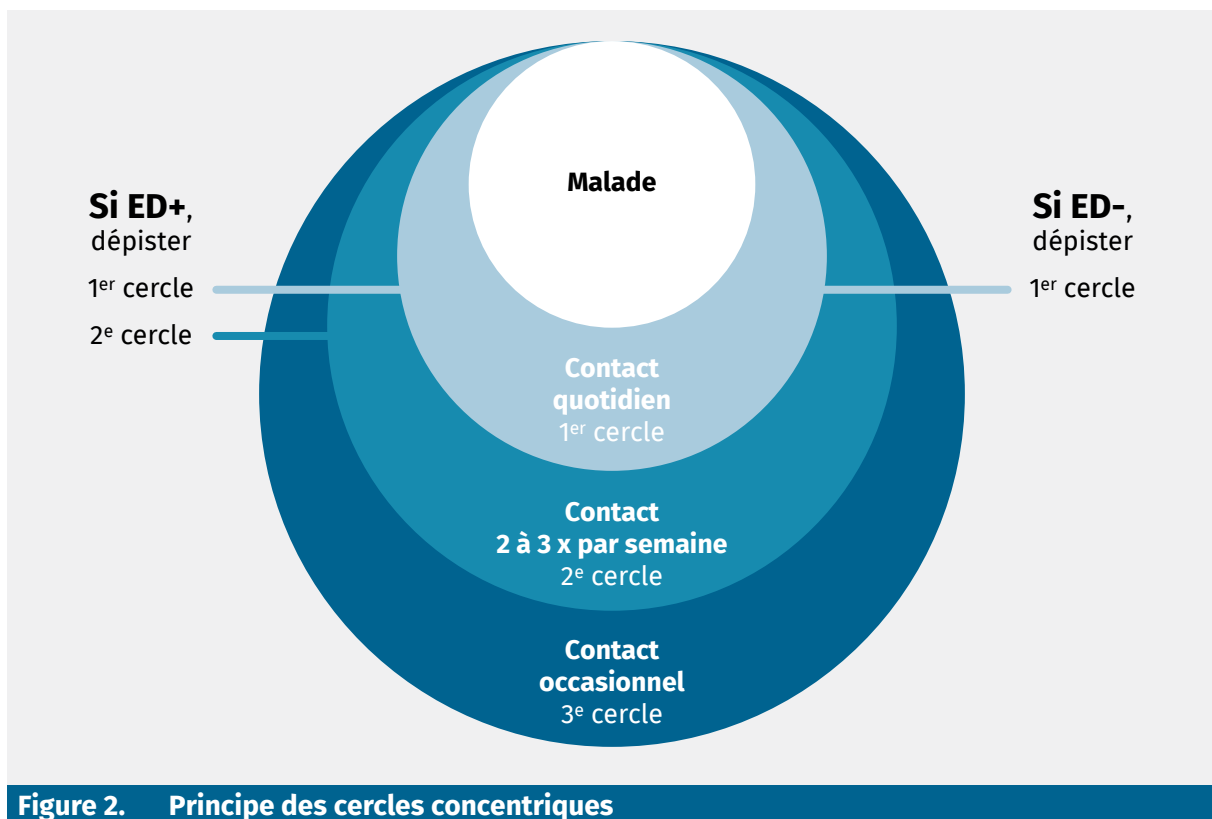 Malade
Si ED+,
dépister
1er cercle
2e cercle
Si ED-,
dépister
1er cercle
Contact
quotidien
1er cercle
Contact
2 à 3 x par semaine
2e cercle
Contact
occasionnel
3e cercle
Figure 2. Principe des cercles concentriques